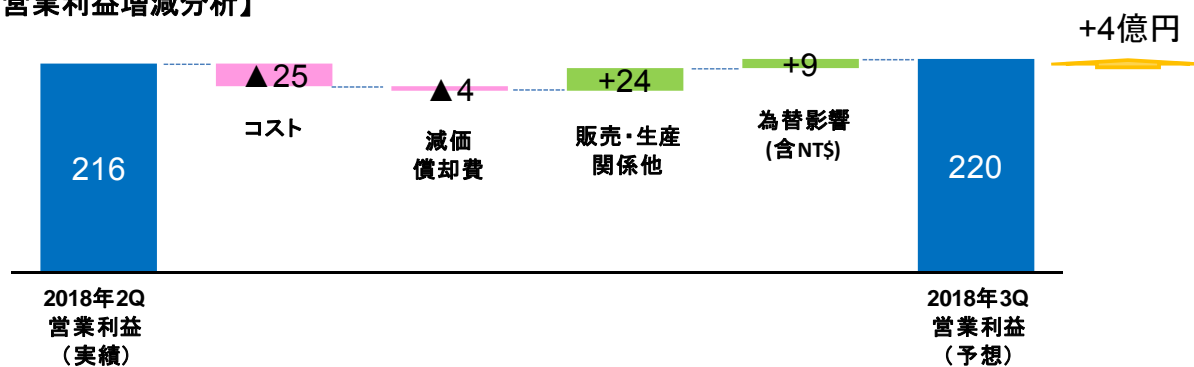 営業利益増減分析】
+4億円
▲25
▲4
+24
+9
コスト
減価
償却費
販売・生産
関係他
為替影響
(含NT$)
216
220
2018年2Q
営業利益
（実績）
2018年3Q
営業利益
（予想）